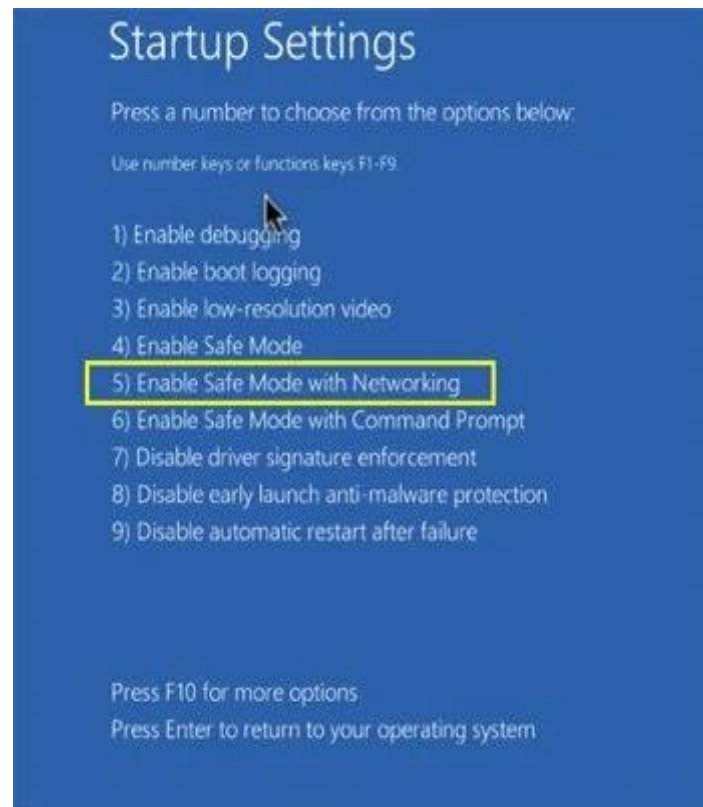 Startup Settings
Press a number to choose from the options below:
Use number keys or functions keys F1-F9.
1) Enable debugging
2) Enable boot logging
3) Enable low-resolution video
4) Enable Safe Mode
5) Enable Safe Mode with Networking
6) Enable Safe Mode with Command Prompt
7) Disable driver signature enforcement
8) Disable early launch anti-malware protection
9) Disable automatic restart after failure
Press F10 for more options
Press Enter to return to your operating system